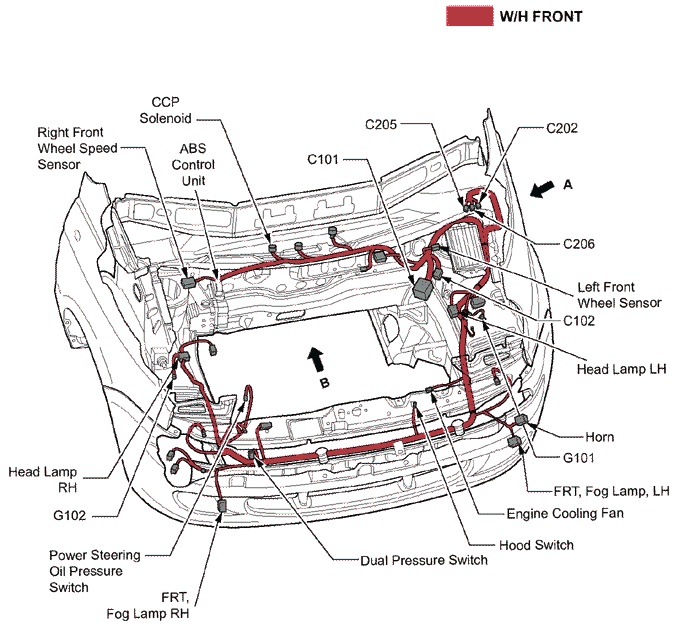 W/H FRONT
CCP
Solenoid
C205
C202
Right Front
Wheel Speed
Sensor
ABS
Control
Unit
C101
A
C206
Left Front
Wheel Sensor
C102
Head Lamp LH
B
Horn
G101
Head Lamp
RH
FRT, Fog Lamp, LH
G102
Engine Cooling Fan
Hood Switch
Power Steering
Oil Pressure
Switch
Dual Pressure Switch
FRT,
Fog Lamp RH